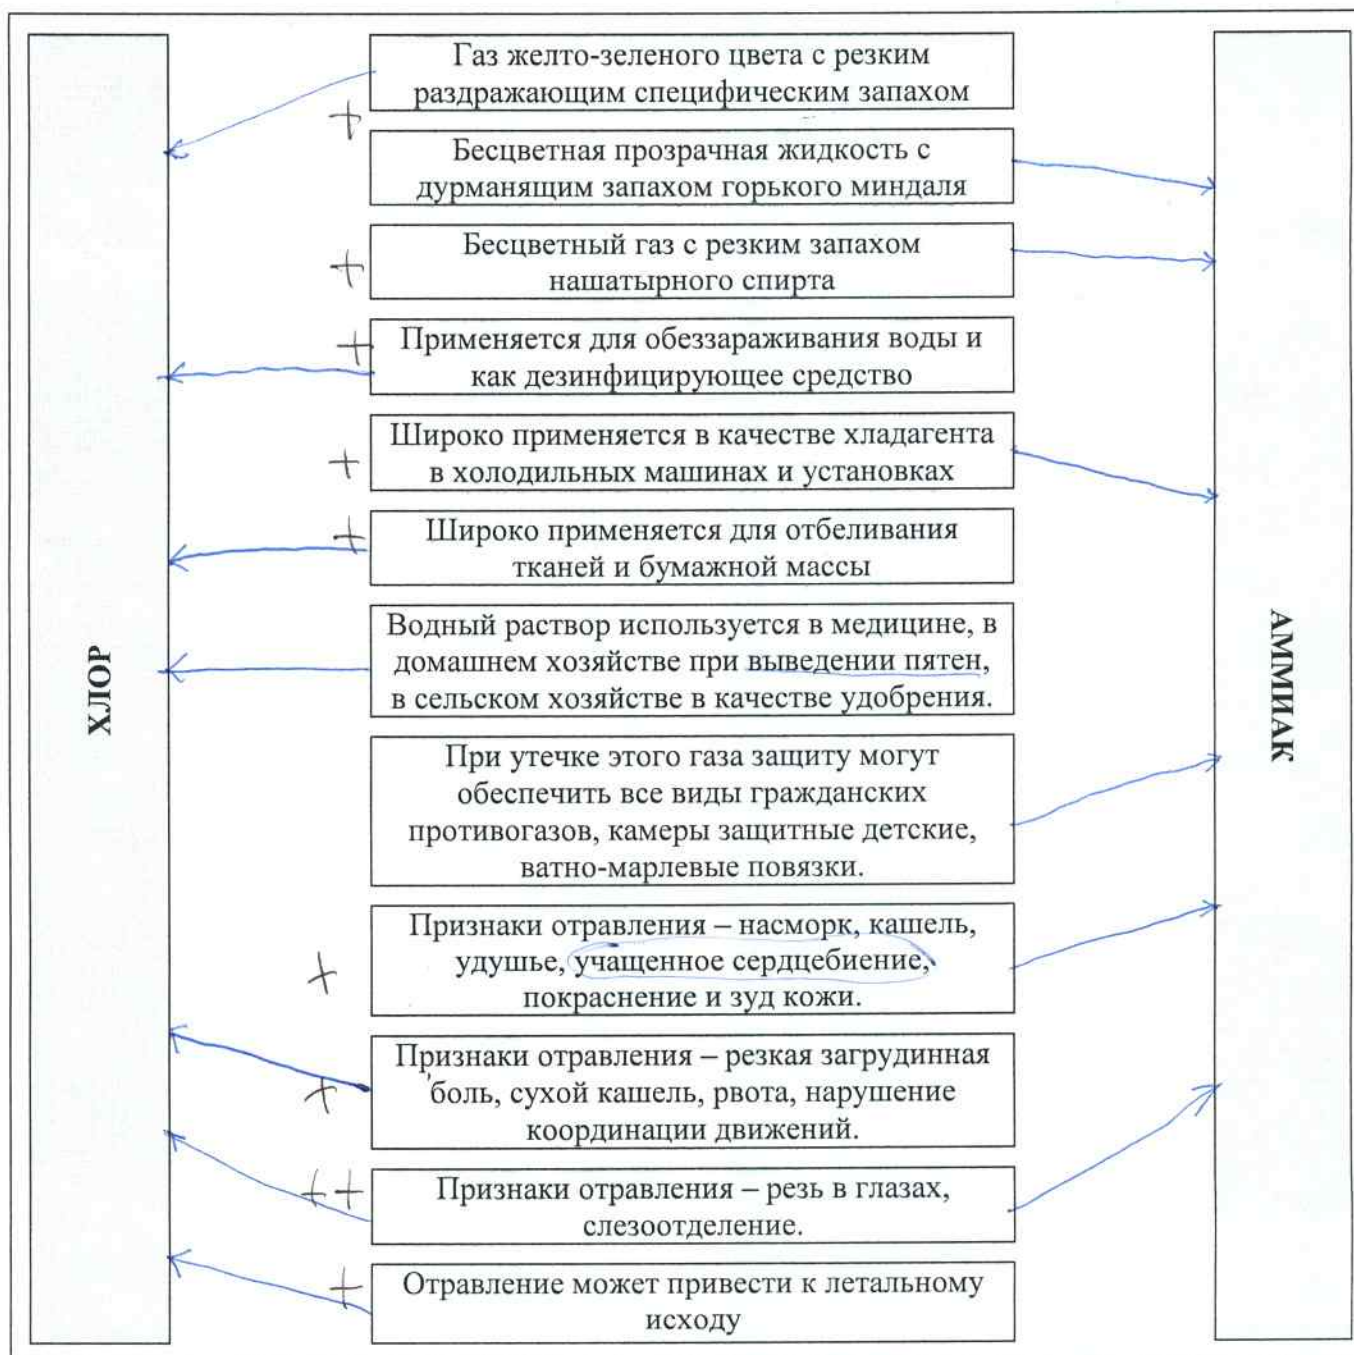 ХЛОР
Газ желто-зеленого цвета с резким
раздражающим специфическим запахом
+
Бесцветная прозрачная жидкость с
дурманящим запахом горького миндаля
Бесцветный газ с резким запахом
+
нашатырного спирта
+
Применяется для обеззараживания воды и
как дезинфицирующее средство
Широко применяется в качестве хладагента
+
в холодильных машинах и установках
+
Широко применяется для отбеливания
тканей и бумажной массы
Водный раствор используется в медицине, в
домашнем хозяйстве при выведении пятен,
в сельском хозяйстве в качестве удобрения.
При утечке этого газа защиту могут
обеспечить все виды гражданских
противогазов, камеры защитные детские,
ватно-марлевые повязки.
Признаки отравления – насморк, кашель,
+
удушье, учащенное сердцебиение,
покраснение и зуд кожи.
Признаки отравления – резкая загрудинная
+
боль, сухой кашель, рвота, нарушение
координации движений.
++
Признаки отравления – резь в глазах,
слезоотделение.
+
Отравление может привести к летальному
исходу
АММИАК